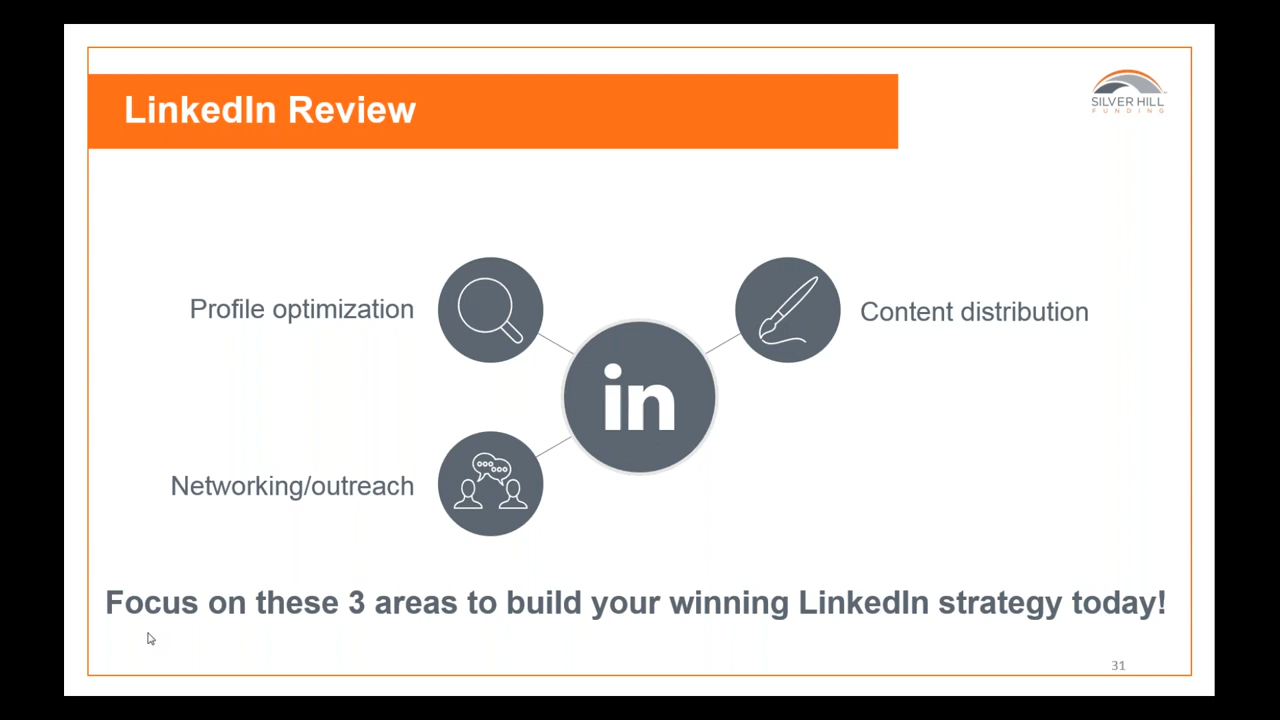 LinkedIn Review
SILVER HILL
FUNDING
Profile optimization
Content distribution
in
Networking/outreach
Focus on these 3 areas to build your winning LinkedIn strategy today!
31